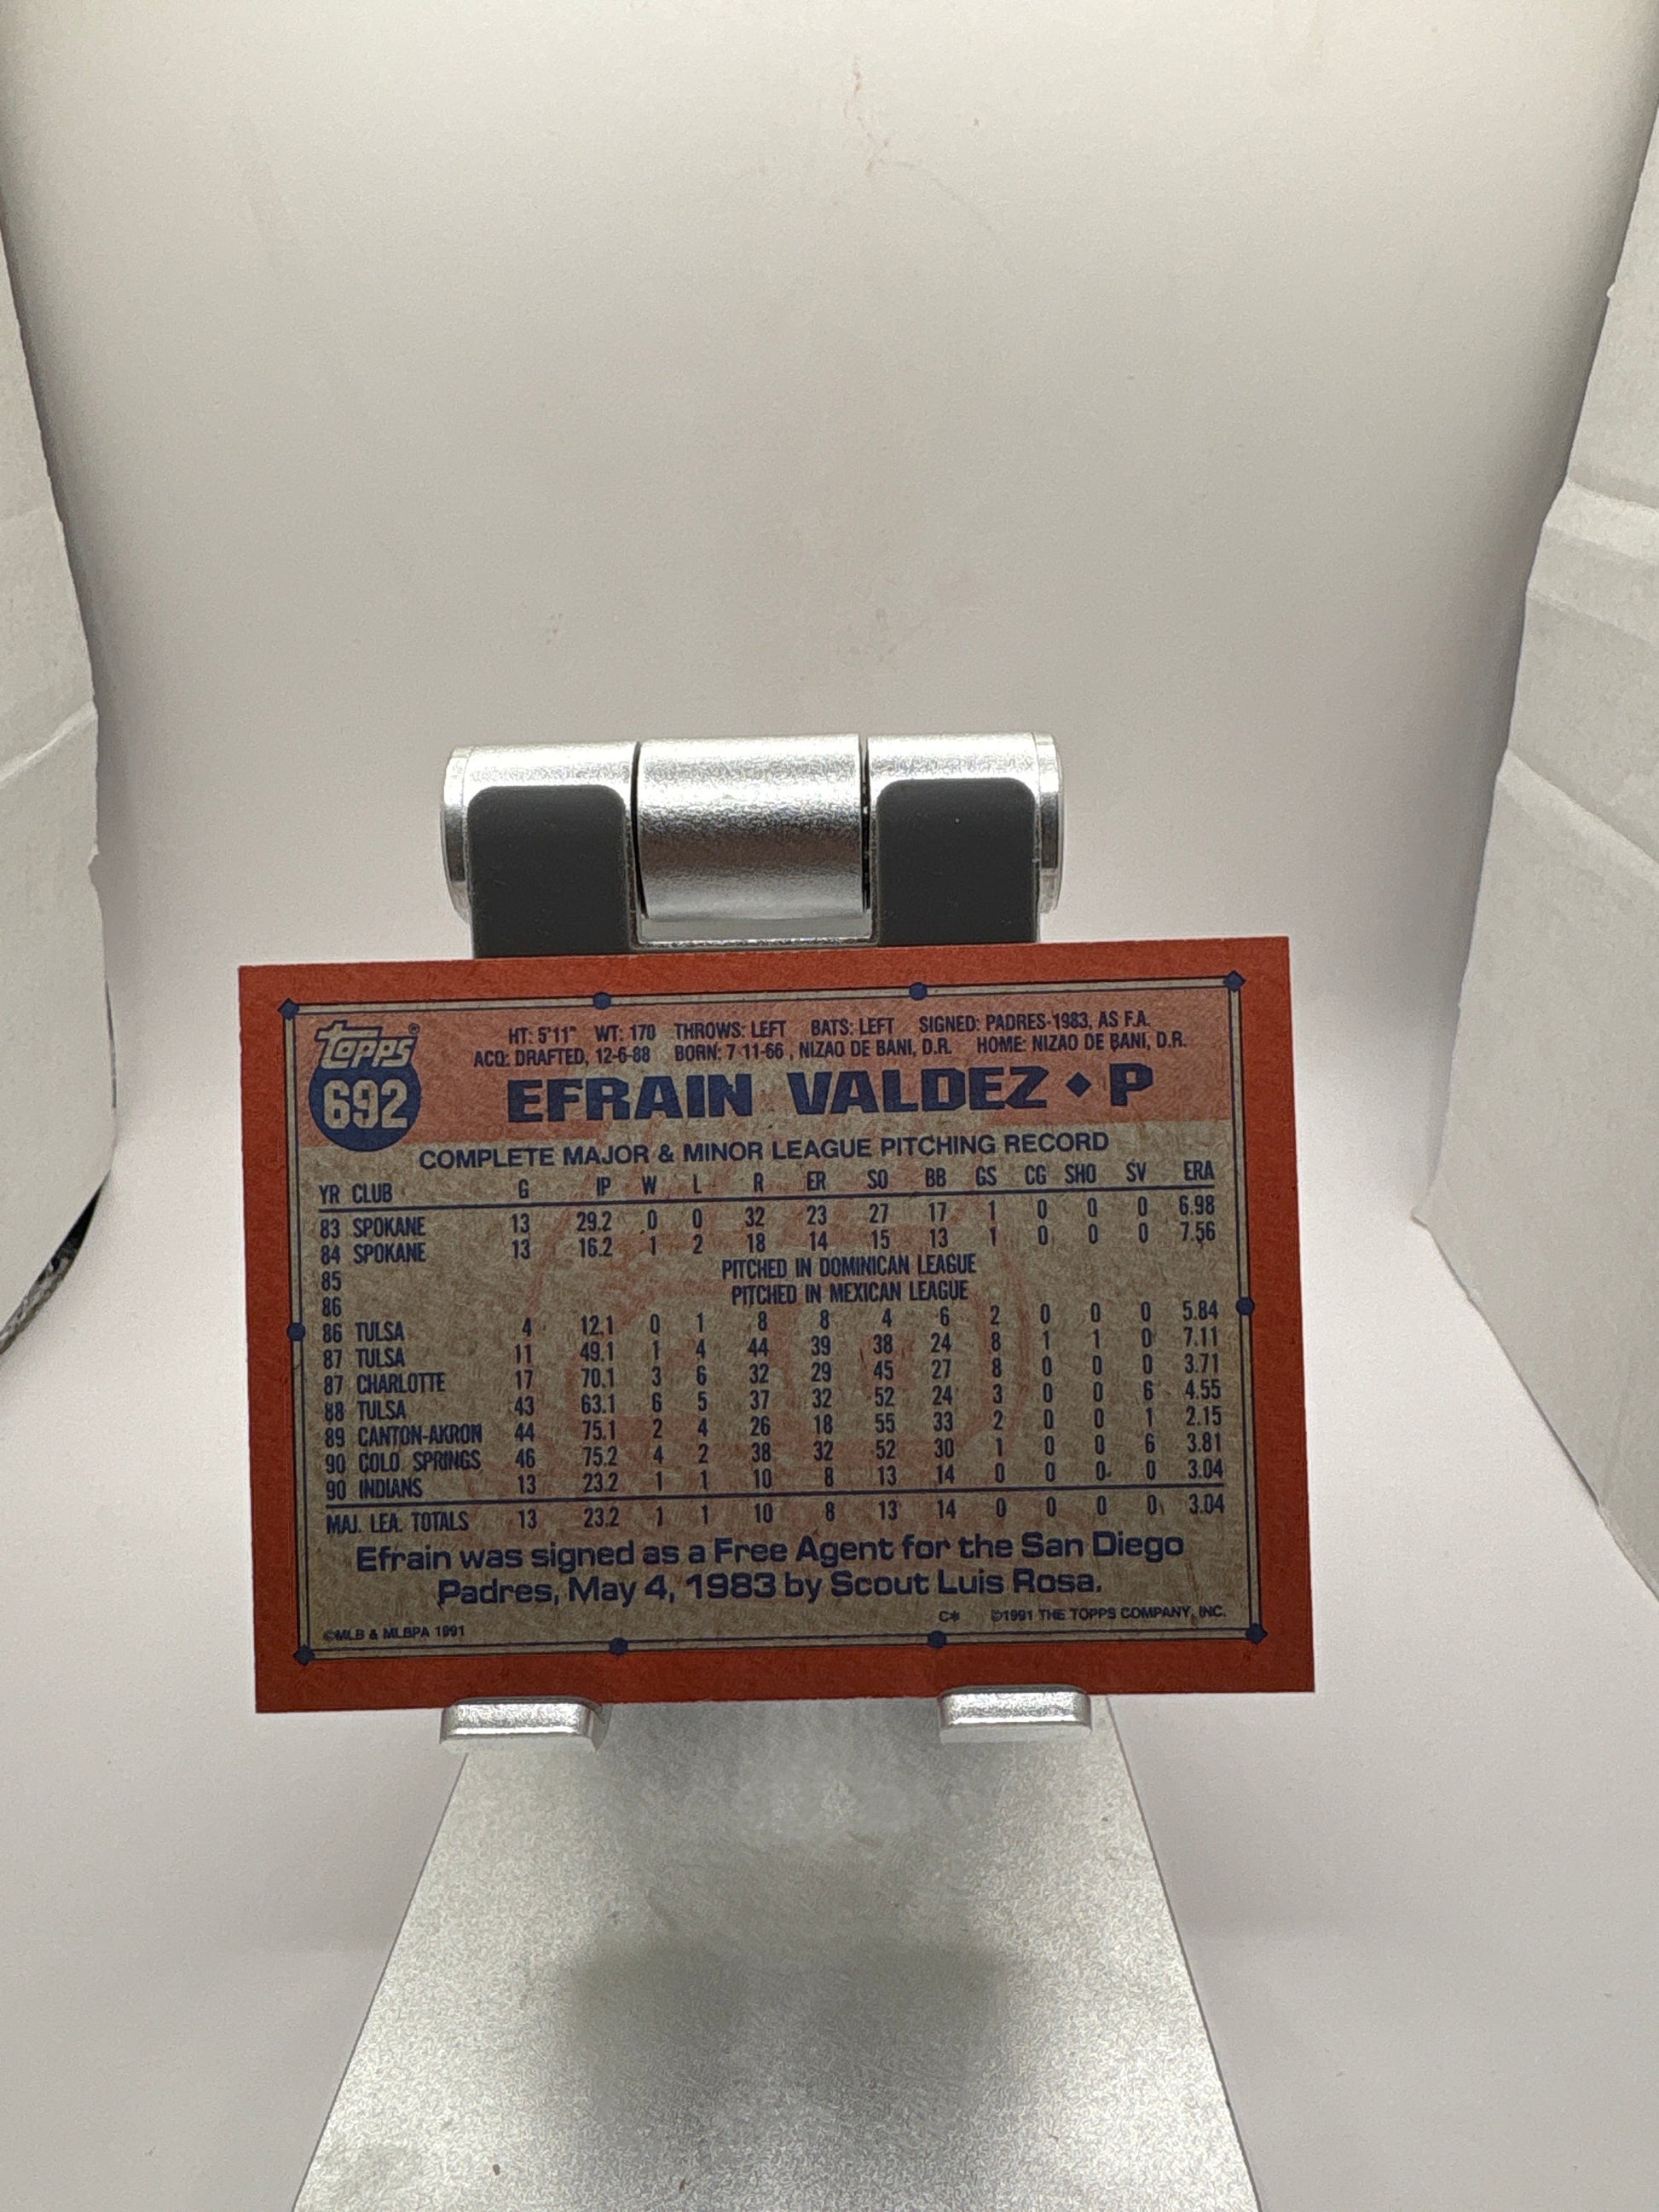 topps®
692
HT: 5'11" WT: 170 THROWS: LEFT BATS: LEFT SIGNED: PADRES-1983, AS F.A.
ACQ: DRAFTED, 12-6-88 BORN: 7-11-66, NIZAO DE BANI, D.R. HOME: NIZAO DE BANI, D.R.
EFRAIN VALDEZ ◆ P
COMPLETE MAJOR & MINOR LEAGUE PITCHING RECORD
YR CLUB G IP W L R ER SO BB GS CG SHO SV ERA
83 SPOKANE 13 29.2 0 0 32 23 27 17 1 0 0 0 6.98
84 SPOKANE 13 16.2 1 2 18 14 15 13 1 0 0 0 7.56
85 PITCHED IN DOMINICAN LEAGUE
86 PITCHED IN MEXICAN LEAGUE
86 TULSA 4 12.1 0 1 8 8 4 6 2 0 0 0 5.84
87 TULSA 11 49.1 1 4 44 39 38 24 8 1 1 0 7.11
87 CHARLOTTE 17 70.1 3 6 32 29 45 27 8 0 0 0 3.71
88 TULSA 43 63.1 6 5 37 32 52 24 3 0 0 6 4.55
89 CANTON-AKRON 44 75.1 2 4 26 18 55 33 2 0 0 1 2.15
90 COLO. SPRINGS 46 75.2 4 2 38 32 52 30 1 0 0 6 3.81
90 INDIANS 13 23.2 1 1 10 8 13 14 0 0 0 0 3.04
MAJ. LEA. TOTALS 13 23.2 1 1 10 8 13 14 0 0 0 0 3.04
Efrain was signed as a Free Agent for the San Diego
Padres, May 4, 1983 by Scout Luis Rosa.
©MLB & MLBPA 1991 C* ©1991 THE TOPPS COMPANY, INC.